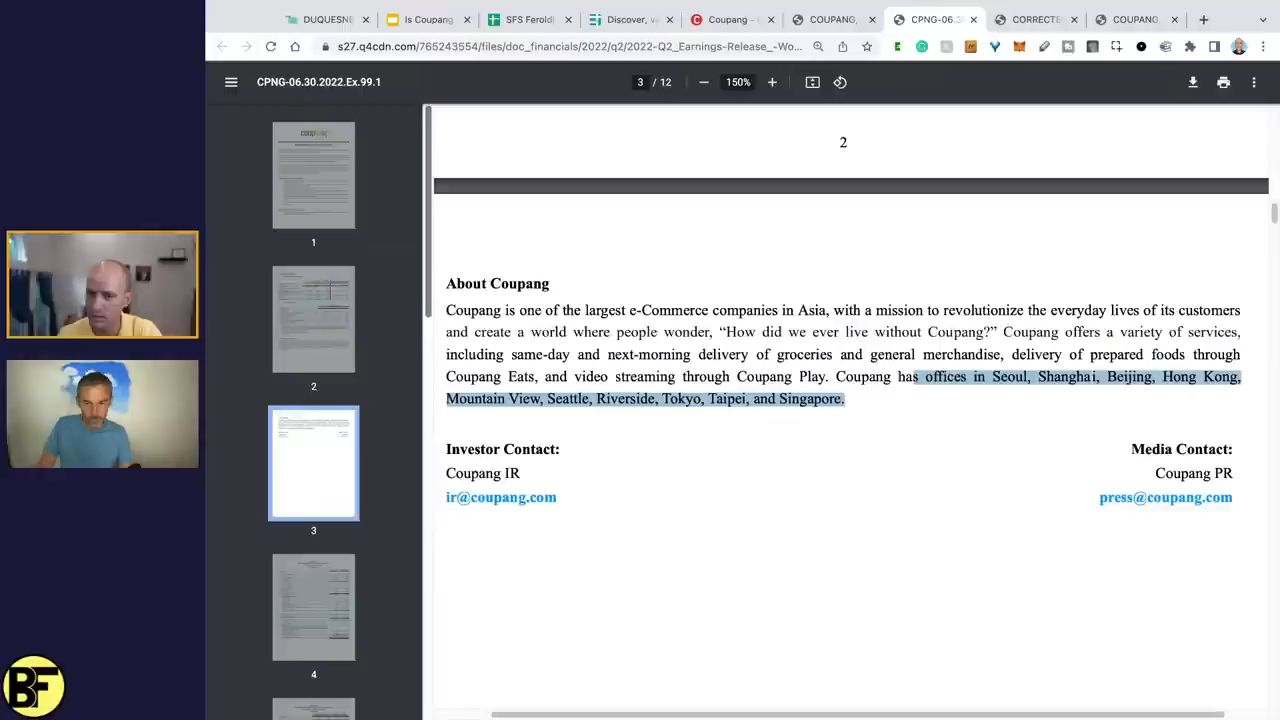 DUQUESNE
Is Coupang
SFS Ferold
Discover, v
Coupang -
COUPANG,
CPNG-06.3
CORRECTE
COUPANG
s27.q4cdn.com/765243554/files/doc_financials/2022/q2/2022-Q2_Earnings-Release_-Wo...
CPNG-06.30.2022.Ex.99.1
3 / 12
150%
2
About Coupang
Coupang is one of the largest e-Commerce companies in Asia, with a mission to revolutionize the everyday lives of its customers
and create a world where people wonder, “How did we ever live without Coupang?” Coupang offers a variety of services,
including same-day and next-morning delivery of groceries and general merchandise, delivery of prepared foods through
Coupang Eats, and video streaming through Coupang Play. Coupang has offices in Seoul, Shanghai, Beijing, Hong Kong,
Mountain View, Seattle, Riverside, Tokyo, Taipei, and Singapore.
Investor Contact:
Media Contact:
Coupang IR
Coupang PR
ir@coupang.com
press@coupang.com
1
2
3
4
BF